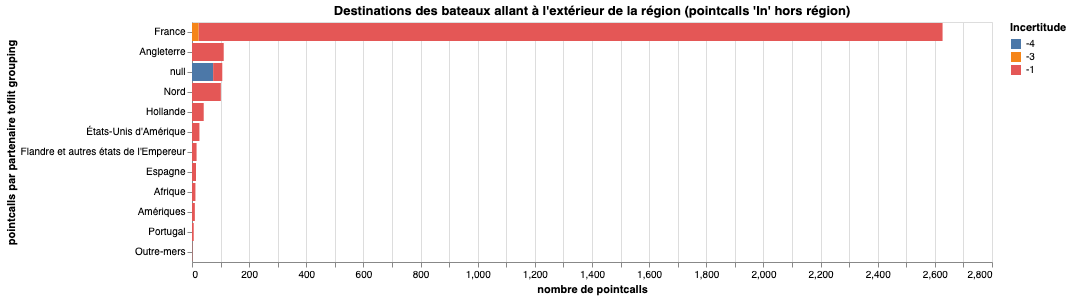 Destinations des bateaux allant à l'extérieur de la région (pointcalls 'In' hors région)
pointcalls par partenaire toflit grouping
France
Angleterre
null
Nord
Hollande
États-Unis d'Amérique
Flandre et autres états de l'Empereur
Espagne
Afrique
Amériques
Portugal
Outre-mers
0 200 400 600 800 1,000 1,200 1,400 1,600 1,800 2,000 2,200 2,400 2,600 2,800
nombre de pointcalls
Incertitude
-4
-3
-1